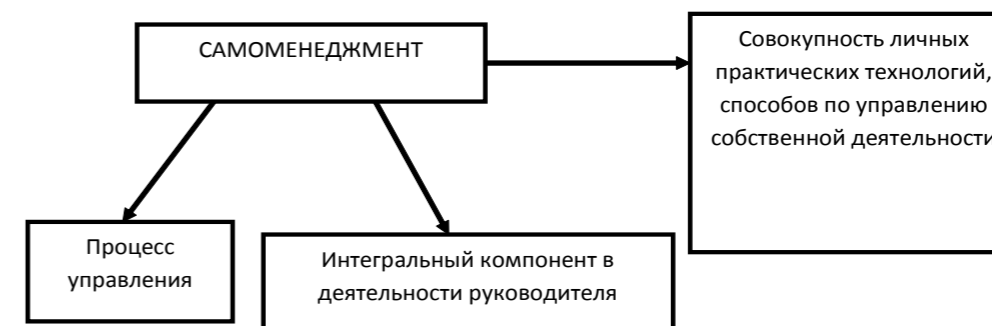 САМОМЕНЕДЖМЕНТ
Совокупность личных
практических технологий,
способов по управлению
собственной деятельности
Процесс
управления
Интегральный компонент в
деятельности руководителя